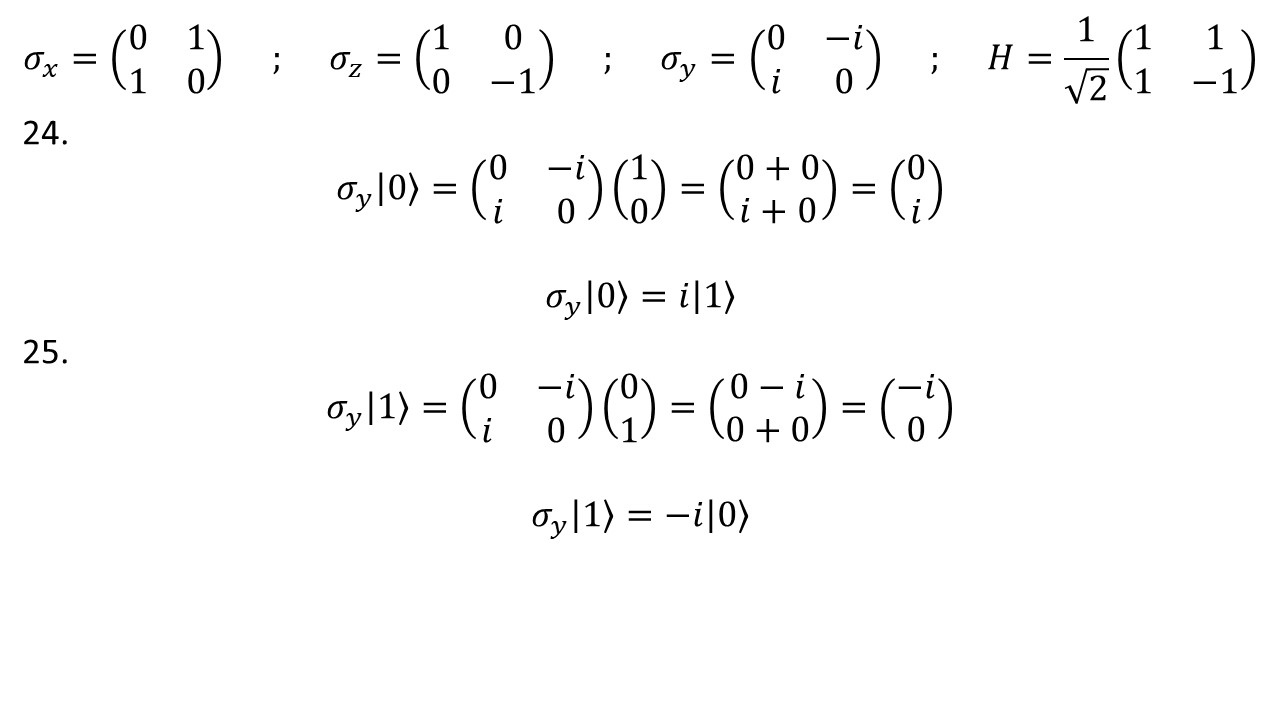 σₓ = (0 1; 1 0) ; σ_z = (1 0; 0 −1) ; σ_y = (0 −i; i 0) ; H = 1/√2 (1 1; 1 −1)
24.
σ_y|0⟩ = (0 −i; i 0)(1; 0) = (0 + 0; i + 0) = (0; i)
σ_y|0⟩ = i|1⟩
25.
σ_y|1⟩ = (0 −i; i 0)(0; 1) = (0 − i; 0 + 0) = (−i; 0)
σ_y|1⟩ = −i|0⟩